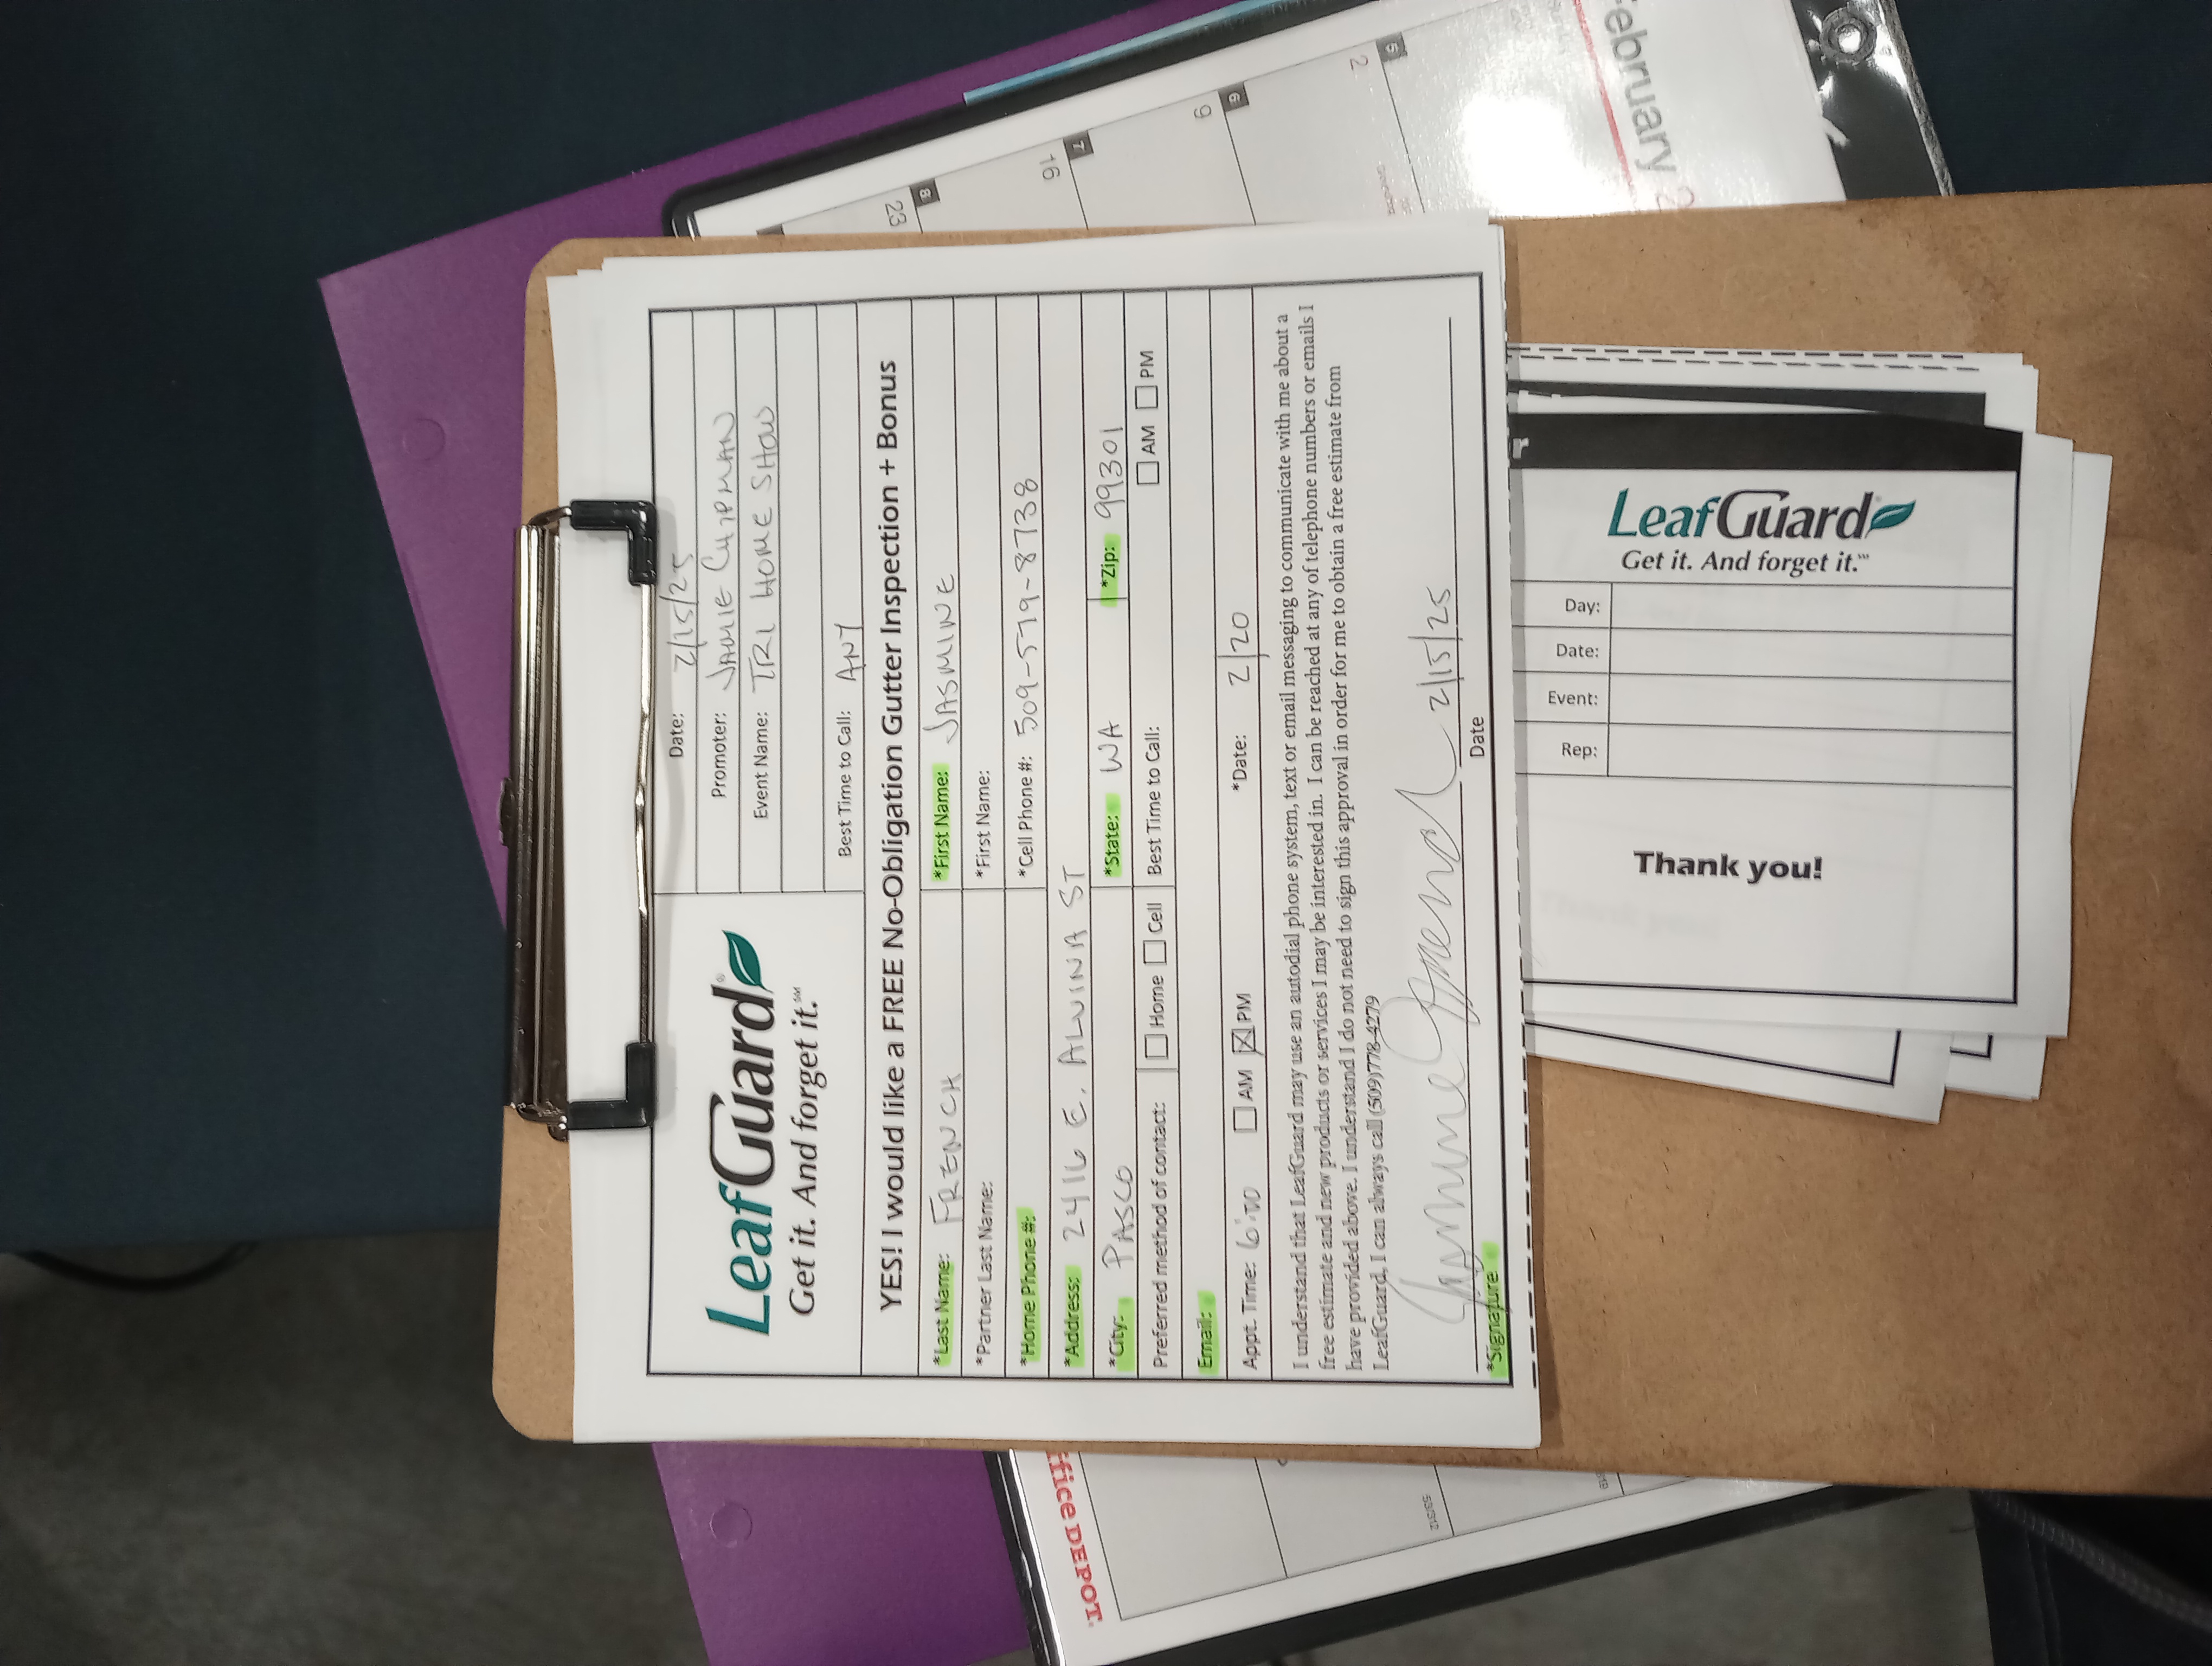 Date: 2/15/25
Promoter: JAMIE CHIPMAN
Event Name: TRI HOME SHOW
Best Time to Call: ANY
LeafGuard®
Get it. And forget it.℠
YES! I would like a FREE No-Obligation Gutter Inspection + Bonus
*Last Name: FRENCH *First Name: JASMINE
*Partner Last Name: *First Name:
*Home Phone #: *Cell Phone #: 509-579-8738
*Address: 2416 E. ALVINA ST
*City: PASCO *State: WA *Zip: 99301
Preferred method of contact: Home Cell Best Time to Call: AM PM
Email:
Appt. Time: 6:00 AM PM *Date: 2/20
I understand that LeafGuard may use an autodial phone system, text or email messaging to communicate with me about a
free estimate and new products or services I may be interested in. I can be reached at any of telephone numbers or emails I
have provided above. I understand I do not need to sign this approval in order for me to obtain a free estimate from
LeafGuard, I can always call (509)778-4279
Jasmine French 2/15/25
*Signature Date
LeafGuard®
Get it. And forget it.℠
Day:
Date:
Event:
Rep:
Thank you!
ffice DEPOT.
February
23
8
16
7
9
6
2
5